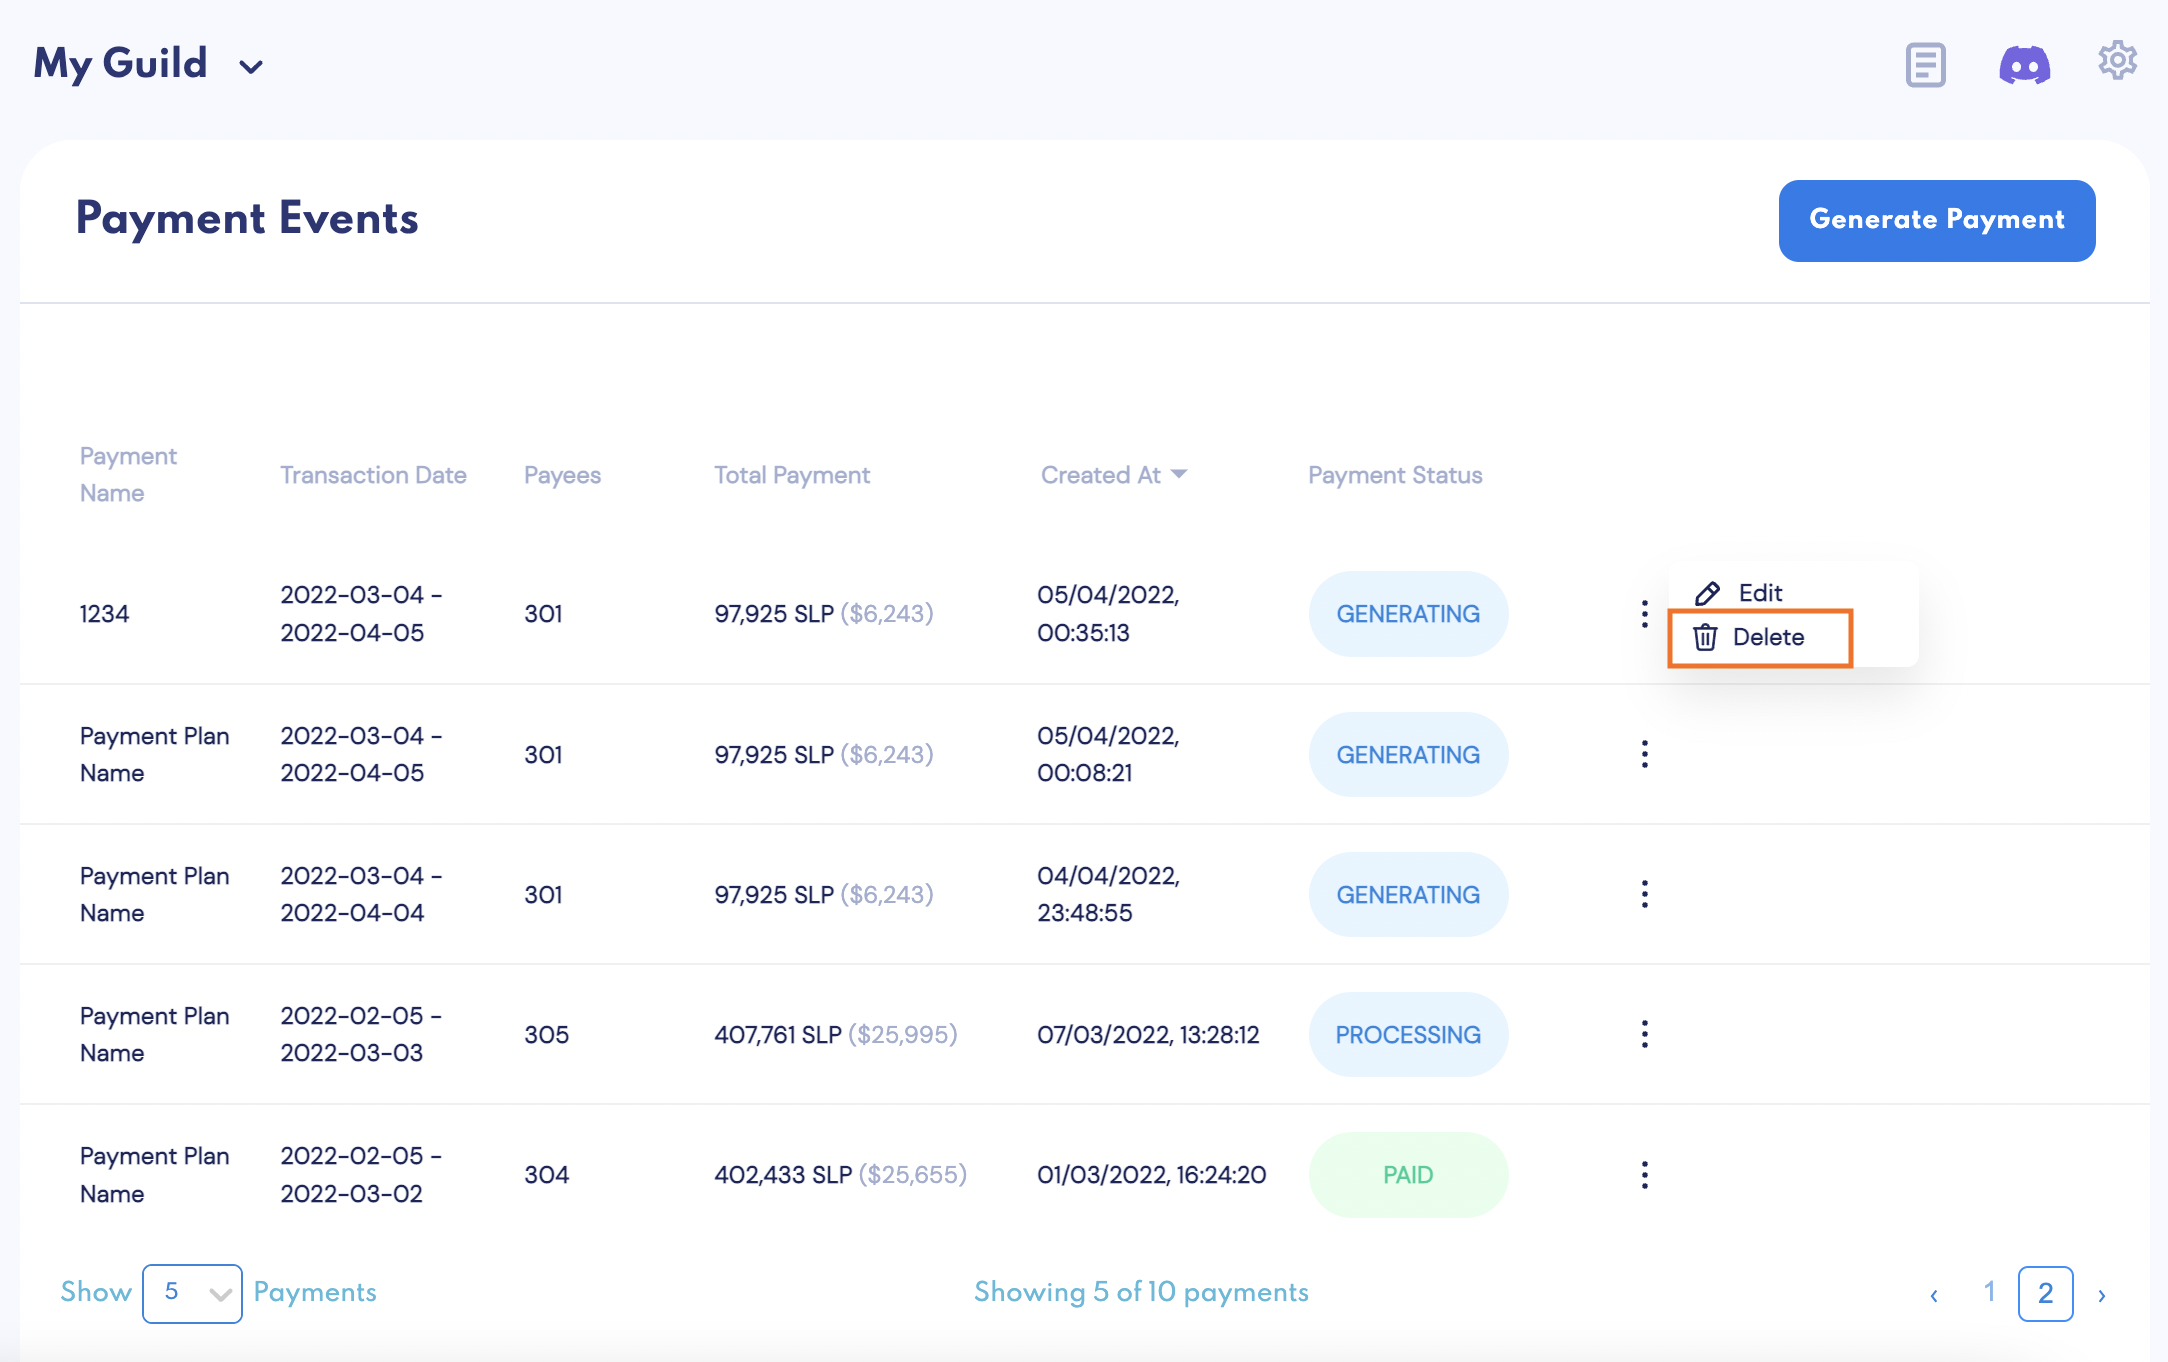 My Guild
Payment Events
Generate Payment
Payment
Name
Transaction Date
Payees
Total Payment
Created At
Payment Status
1234
2022-03-04 -
2022-04-05
301
97,925 SLP ($6,243)
05/04/2022,
00:35:13
GENERATING
Edit
Delete
Payment Plan
Name
2022-03-04 -
2022-04-05
301
97,925 SLP ($6,243)
05/04/2022,
00:08:21
GENERATING
Payment Plan
Name
2022-03-04 -
2022-04-04
301
97,925 SLP ($6,243)
04/04/2022,
23:48:55
GENERATING
Payment Plan
Name
2022-02-05 -
2022-03-03
305
407,761 SLP ($25,995)
07/03/2022, 13:28:12
PROCESSING
Payment Plan
Name
2022-02-05 -
2022-03-02
304
402,433 SLP ($25,655)
01/03/2022, 16:24:20
PAID
Show 5 Payments
Showing 5 of 10 payments
‹ 1 2 ›